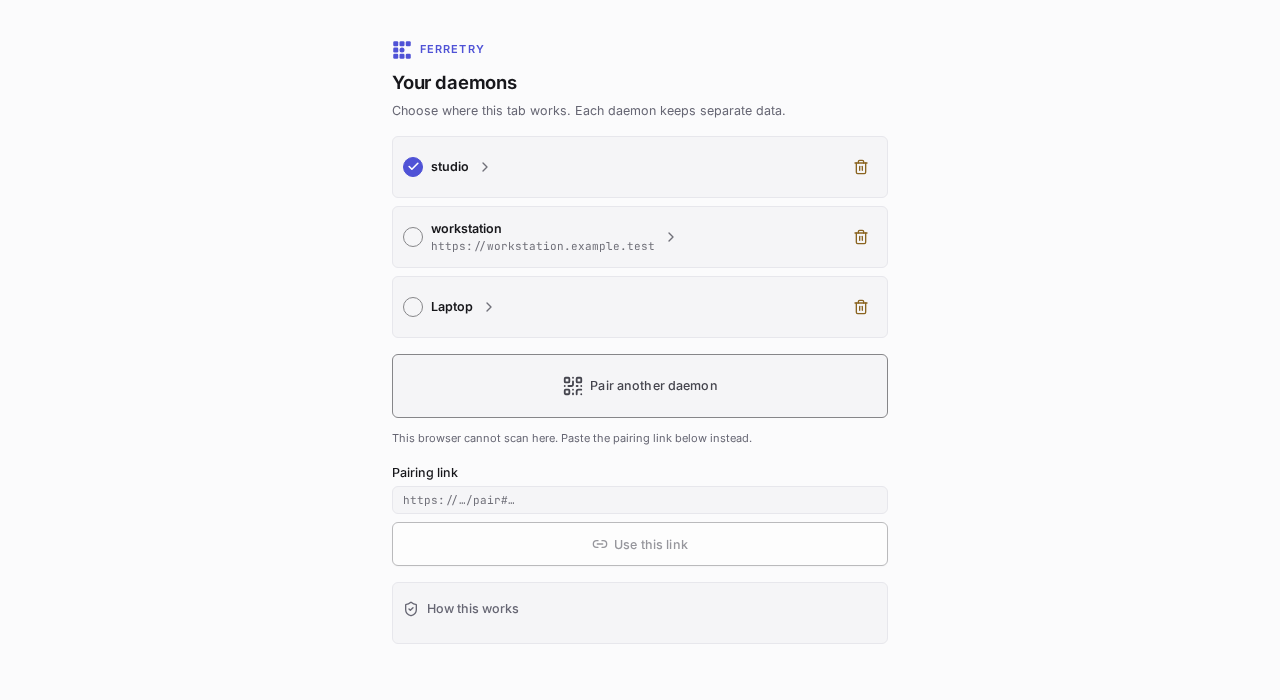 FERRETRY
Your daemons
Choose where this tab works. Each daemon keeps separate data.
studio
workstation
https://workstation.example.test
Laptop
Pair another daemon
This browser cannot scan here. Paste the pairing link below instead.
Pairing link
https://…/pair#…
Use this link
How this works